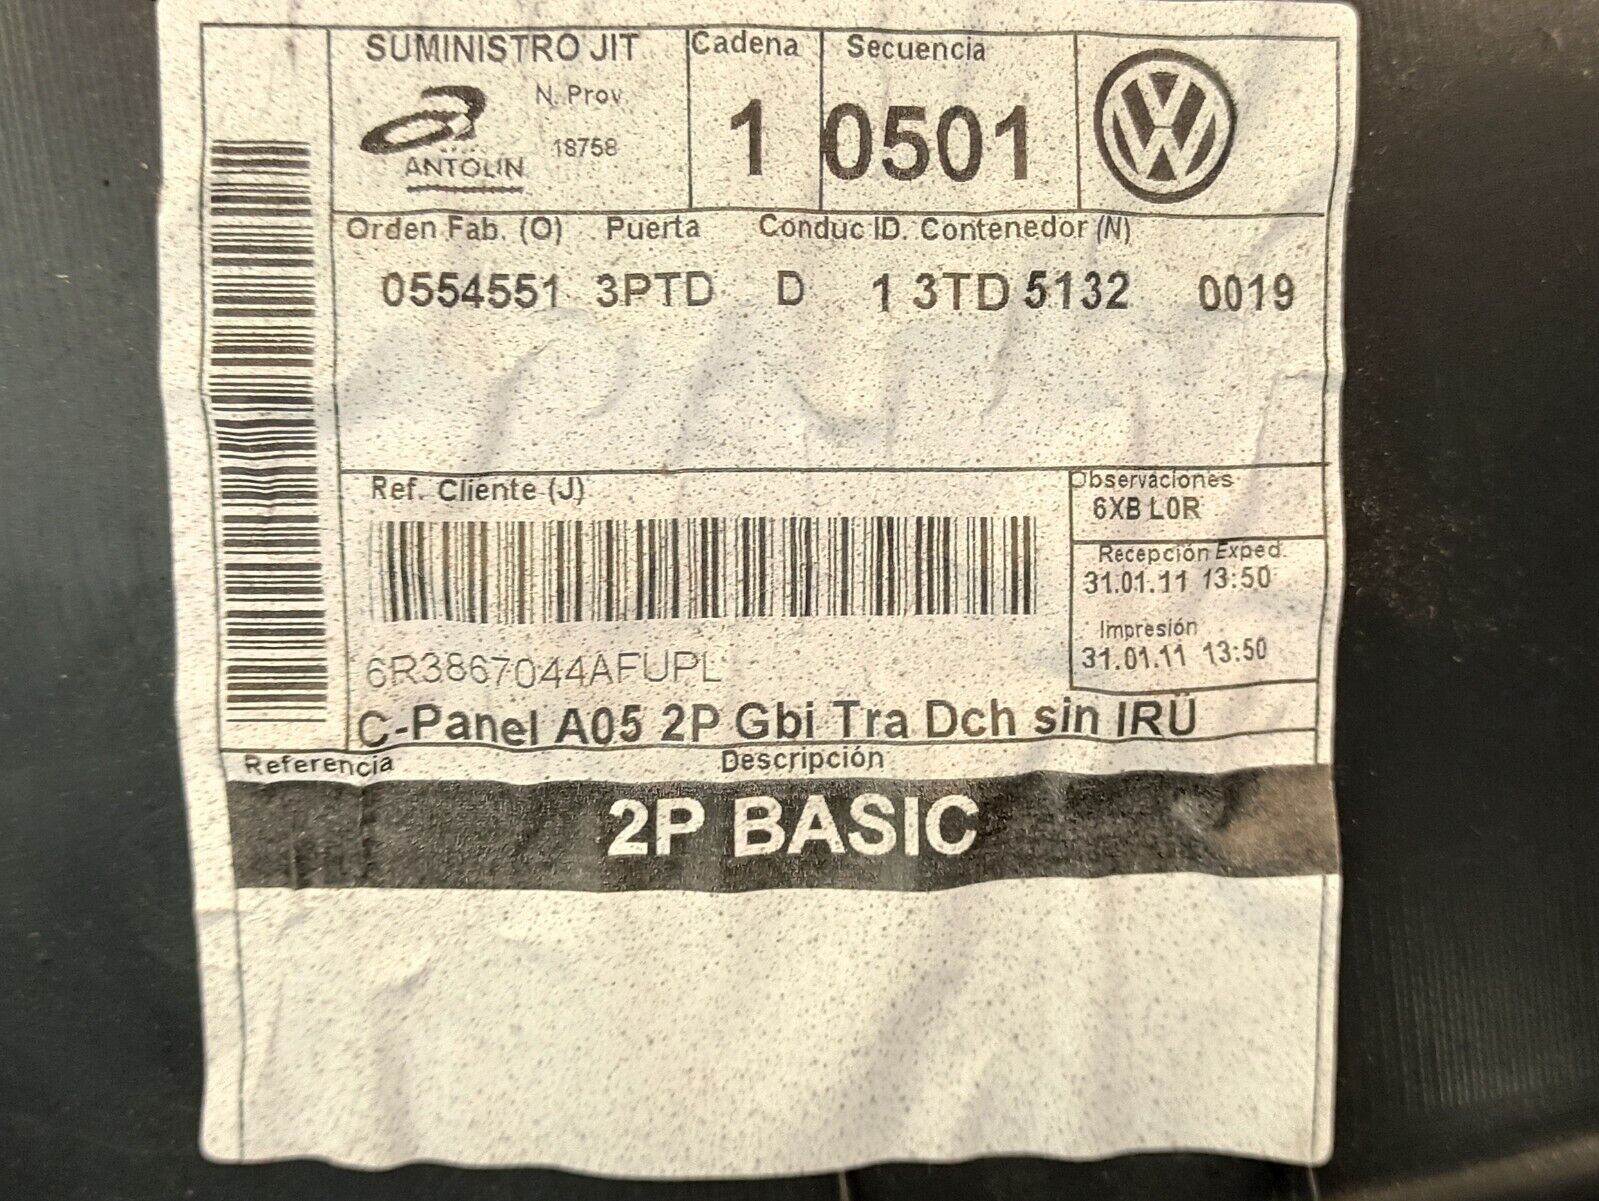 SUMINISTRO JIT
Cadena
Secuencia
N. Prov
18758
ANTOLIN
1
0501
Orden Fab. (O) Puerta Conduc ID. Contenedor (N)
0554551 3PTD D 1 3TD 5132 0019
Ref. Cliente (J)
Observaciones
6XB L0R
Recepción Exped.
31.01.11 13:50
Impresión
31.01.11 13:50
6R3867044AFUPL
C-Panel A05 2P Gbi Tra Dch sin IRÜ
Referencia
Descripción
2P BASIC